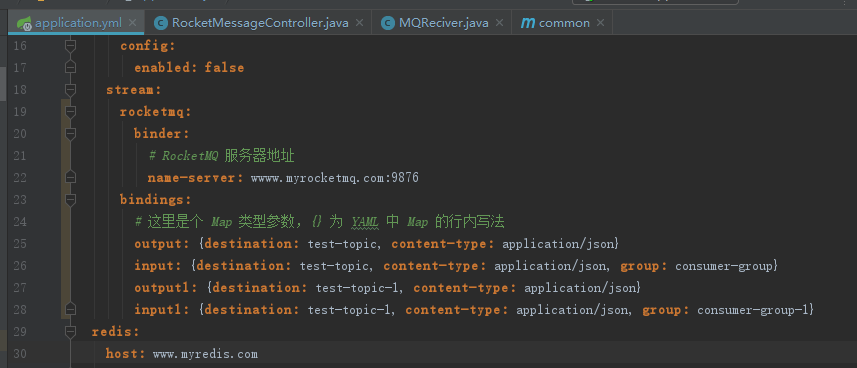 application.yml RocketMessageController.java MQReciver.java common
16 config:
17 enabled: false
18 stream:
19 rocketmq:
20 binder:
21 # RocketMQ 服务器地址
22 name-server: wwww.myrocketmq.com:9876
23 bindings:
24 # 这里是个 Map 类型参数，{} 为 YAML 中 Map 的行内写法
25 output: {destination: test-topic, content-type: application/json}
26 input: {destination: test-topic, content-type: application/json, group: consumer-group}
27 output1: {destination: test-topic-1, content-type: application/json}
28 input1: {destination: test-topic-1, content-type: application/json, group: consumer-group-1}
29 redis:
30 host: www.myredis.com